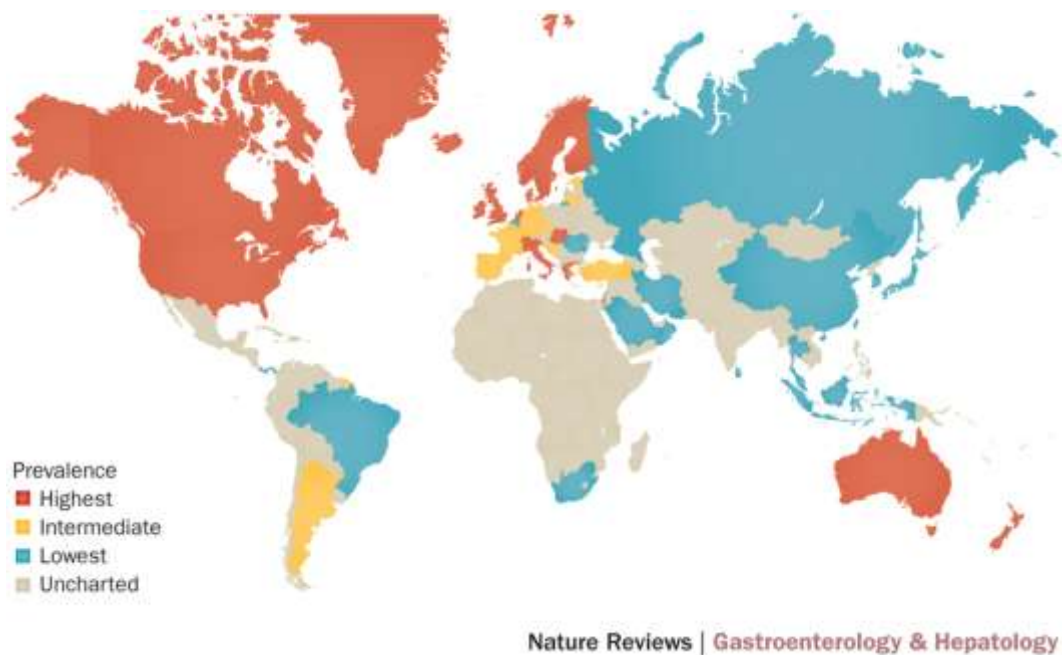 Prevalence
Highest
Intermediate
Lowest
Uncharted
Nature Reviews | Gastroenterology & Hepatology